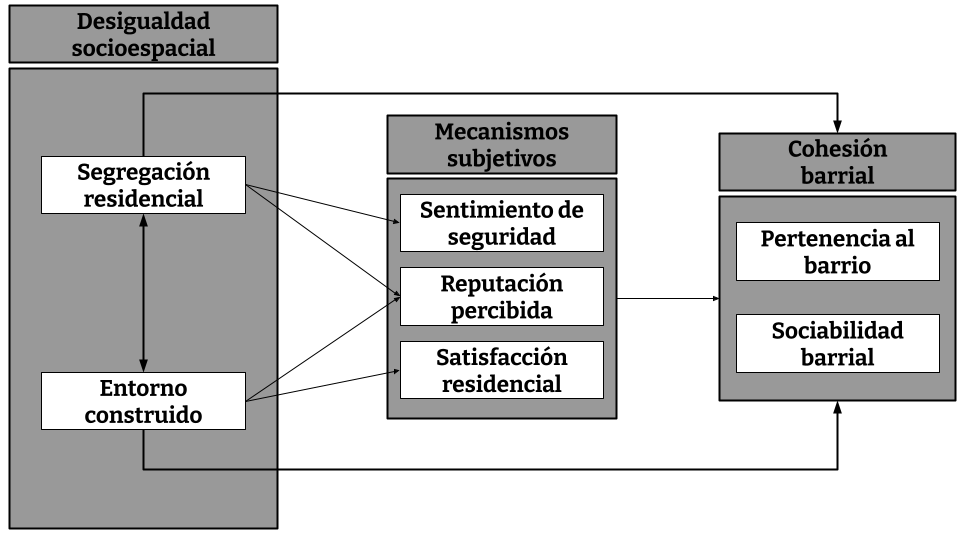 Desigualdad
socioespacial
Segregación
residencial
Entorno
construido
Mecanismos
subjetivos
Sentimiento de
seguridad
Reputación
percibida
Satisfacción
residencial
Cohesión
barrial
Pertenencia al
barrio
Sociabilidad
barrial